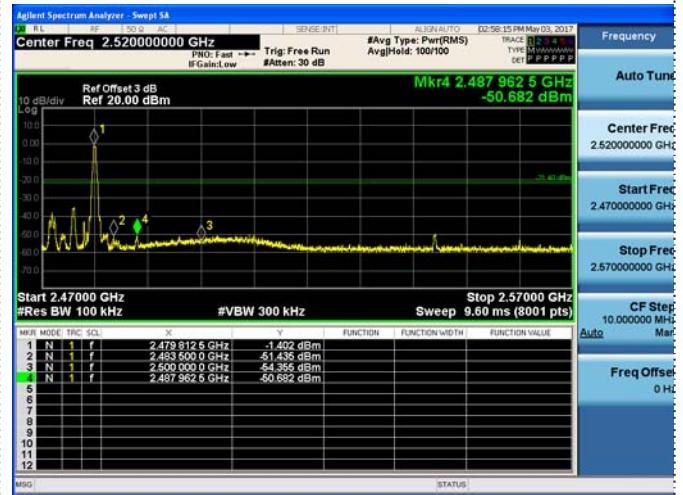 Agilent Spectrum Analyzer - Swept SA
RL RF 50 Ω AC SENSE:INT ALIGNAUTO 02:58:15 PM May 03, 2017
Center Freq 2.520000000 GHz
PNO: Fast
IFGain:Low
Trig: Free Run
#Atten: 30 dB
#Avg Type: Pwr(RMS)
Avg|Hold: 100/100
TRACE 1 2 3 4 5 6
TYPE
DET P P P P P P
Frequency
Mkr4 2.487 962 5 GHz
-50.682 dBm
Ref Offset 3 dB
10 dB/div Ref 20.00 dBm
Log
10.0
0.00
-10.0
-20.0
-30.0
-40.0
-50.0
-60.0
-70.0
1
2
4
3
Start 2.47000 GHz Stop 2.57000 GHz
#Res BW 100 kHz #VBW 300 kHz Sweep 9.60 ms (8001 pts)
MKR MODE TRC SCL X Y FUNCTION FUNCTION WIDTH FUNCTION VALUE
1 N 1 f 2.479 812 5 GHz -1.402 dBm
2 N 1 f 2.483 500 0 GHz -51.435 dBm
3 N 1 f 2.500 000 0 GHz -54.355 dBm
4 N 1 f 2.487 962 5 GHz -50.682 dBm
5
6
7
8
9
10
11
12
MSG STATUS
Auto Tune
Center Freq
2.520000000 GHz
Start Freq
2.470000000 GHz
Stop Freq
2.570000000 GHz
CF Step
10.000000 MHz
Auto Man
Freq Offset
0 Hz